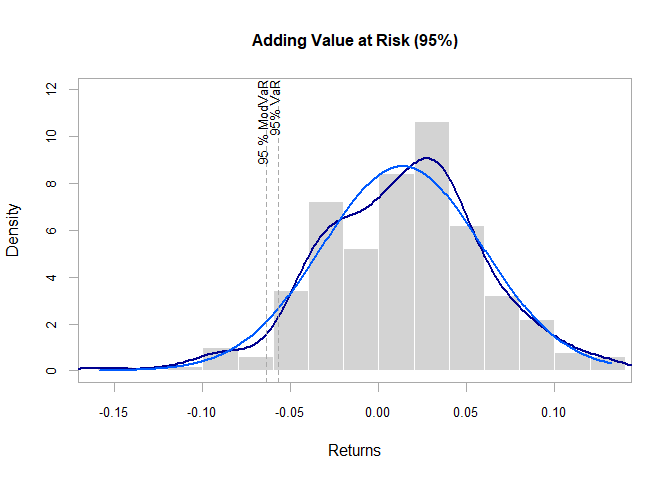 Adding Value at Risk (95%)
95 % ModVaR
95% VaR
Density
12
10
8
6
4
2
0
-0.15
-0.10
-0.05
0.00
0.05
0.10
Returns